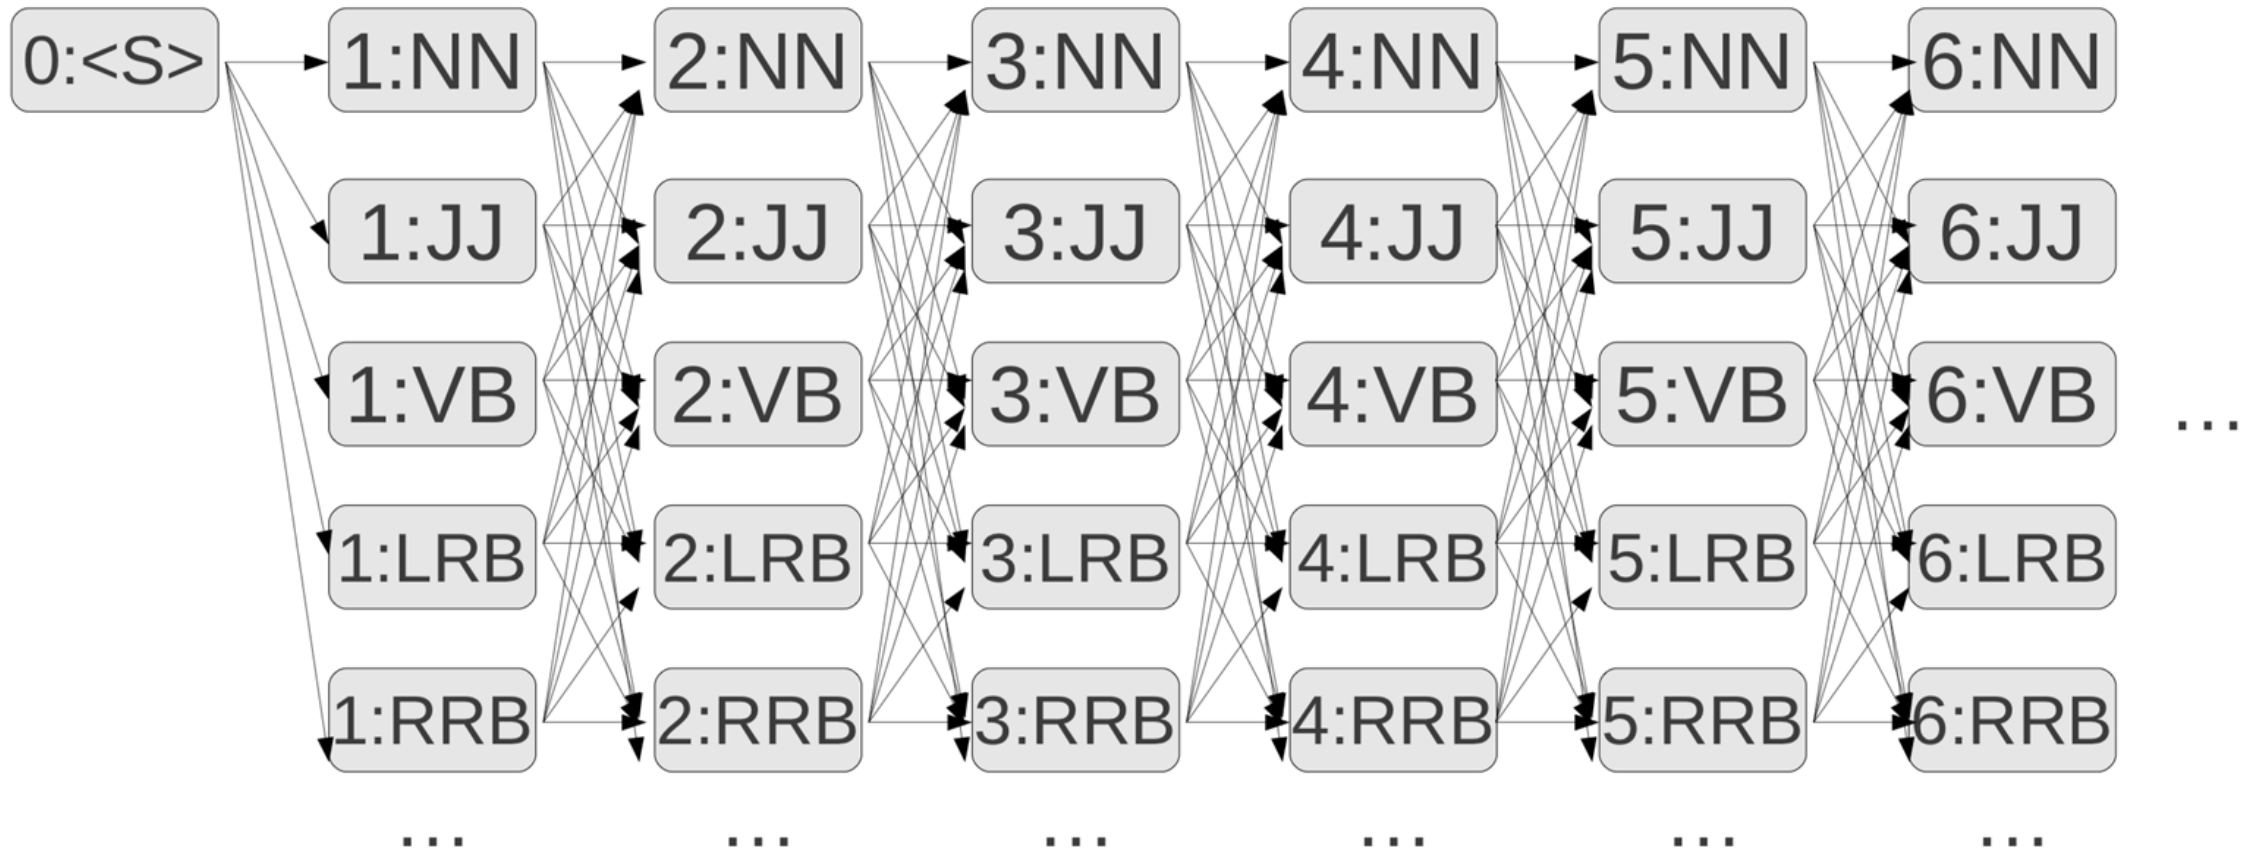 0:<S> 1:NN 2:NN 3:NN 4:NN 5:NN 6:NN
1:JJ 2:JJ 3:JJ 4:JJ 5:JJ 6:JJ
1:VB 2:VB 3:VB 4:VB 5:VB 6:VB ...
1:LRB 2:LRB 3:LRB 4:LRB 5:LRB 6:LRB
1:RRB 2:RRB 3:RRB 4:RRB 5:RRB 6:RRB
... ... ... ... ... ...